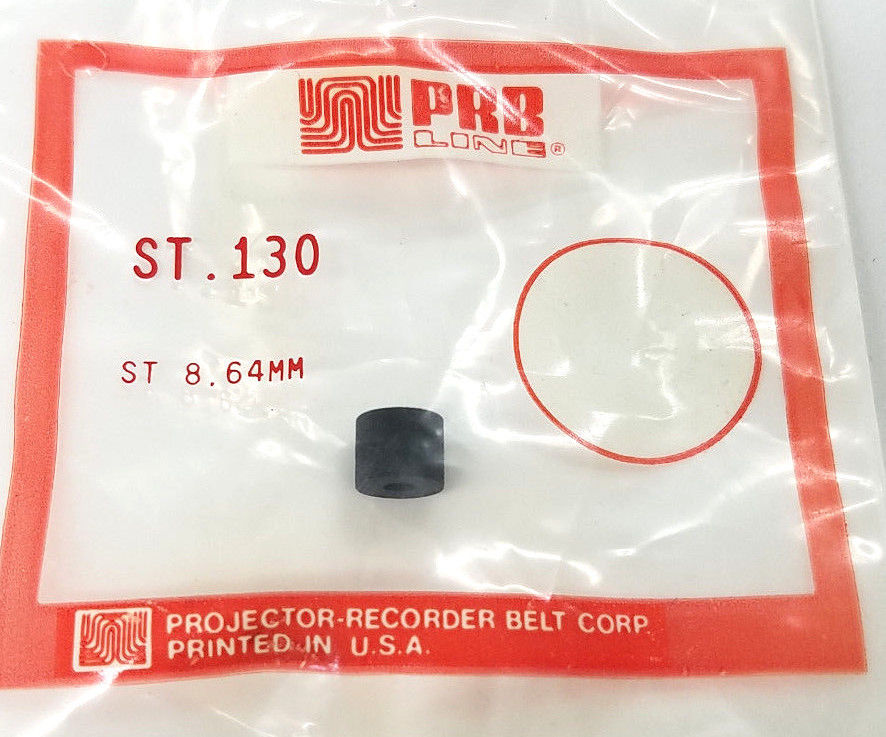 PRB
LINE®
ST.130
ST 8.64MM
PROJECTOR-RECORDER BELT CORP.
PRINTED IN U.S.A.